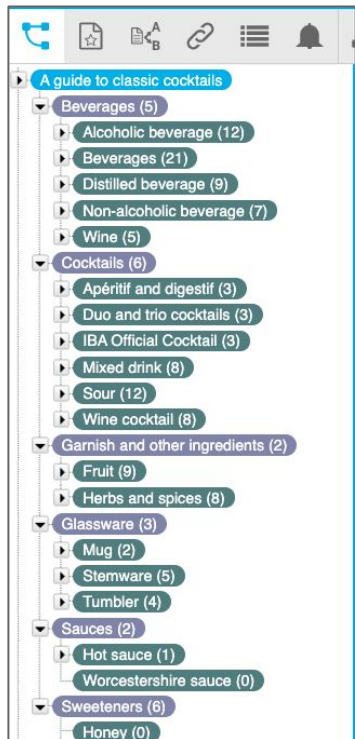 A
B
A guide to classic cocktails
Beverages (5)
Alcoholic beverage (12)
Beverages (21)
Distilled beverage (9)
Non-alcoholic beverage (7)
Wine (5)
Cocktails (6)
Apéritif and digestif (3)
Duo and trio cocktails (3)
IBA Official Cocktail (3)
Mixed drink (8)
Sour (12)
Wine cocktail (8)
Garnish and other ingredients (2)
Fruit (9)
Herbs and spices (8)
Glassware (3)
Mug (2)
Stemware (5)
Tumbler (4)
Sauces (2)
Hot sauce (1)
Worcestershire sauce (0)
Sweeteners (6)
Honey (0)